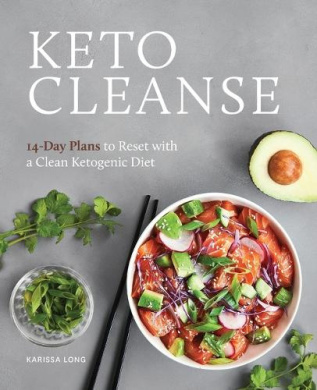 KETO
CLEANSE
14-Day Plans to Reset with
a Clean Ketogenic Diet
KARISSA LONG